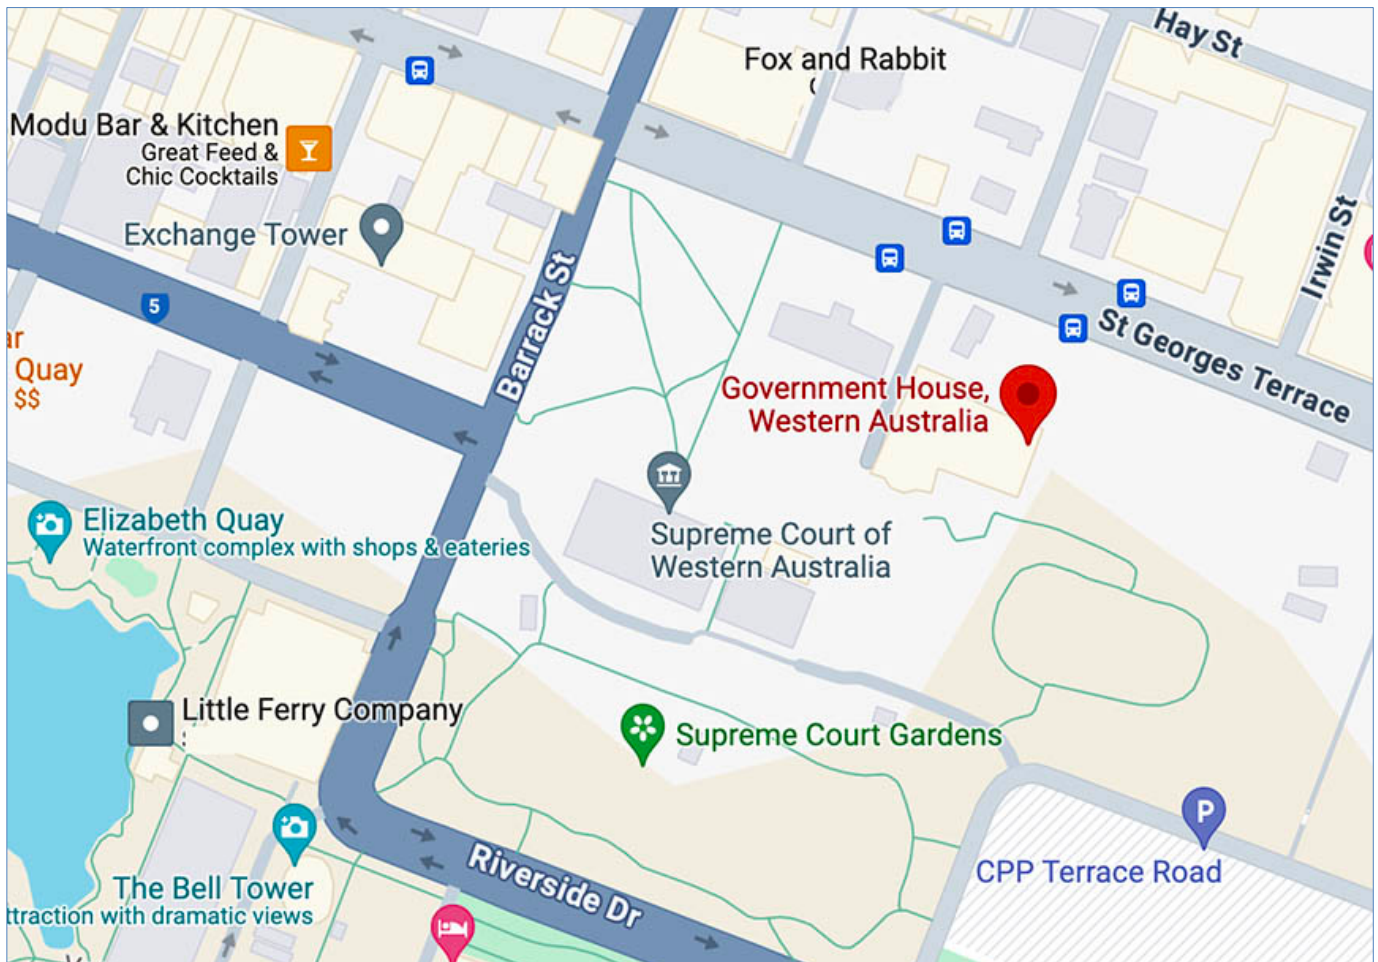 Hay St
Fox and Rabbit
Modu Bar & Kitchen
Great Feed &
Chic Cocktails
Exchange Tower
Irwin St
Barrack St
5
St Georges Terrace
Quay
$$
Government House,
Western Australia
Elizabeth Quay
Waterfront complex with shops & eateries
Supreme Court of
Western Australia
Little Ferry Company
Supreme Court Gardens
P
CPP Terrace Road
Riverside Dr
The Bell Tower
ttraction with dramatic views